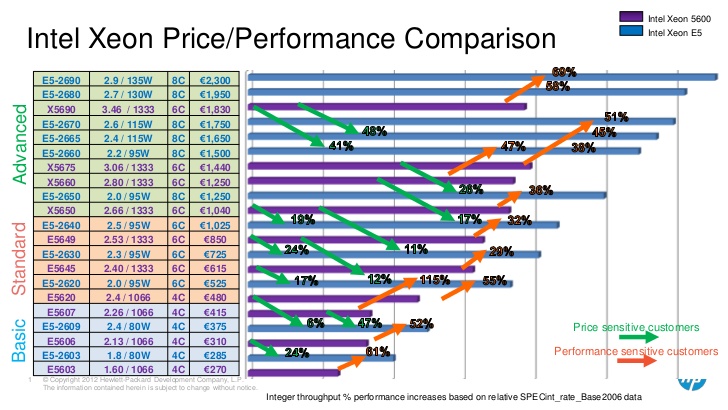 Intel Xeon 5600
Intel Xeon E5
Intel Xeon Price/Performance Comparison
Advanced
Standard
Basic
E5-2690 2.9 / 135W 8C €2,300
E5-2680 2.7 / 130W 8C €1,950
X5690 3.46 / 1333 6C €1,830
E5-2670 2.6 / 115W 8C €1,750
E5-2665 2.4 / 115W 8C €1,650
E5-2660 2.2 / 95W 8C €1,500
X5675 3.06 / 1333 6C €1,440
X5660 2.80 / 1333 6C €1,250
E5-2650 2.0 / 95W 8C €1,250
X5650 2.66 / 1333 6C €1,040
E5-2640 2.5 / 95W 6C €1,025
E5649 2.53 / 1333 6C €850
E5-2630 2.3 / 95W 6C €725
E5645 2.40 / 1333 6C €615
E5-2620 2.0 / 95W 6C €525
E5620 2.4 / 1066 4C €480
E5607 2.26 / 1066 4C €415
E5-2609 2.4 / 80W 4C €375
E5606 2.13 / 1066 4C €310
E5-2603 1.8 / 80W 4C €285
E5603 1.60 / 1066 4C €270
69%
58%
51%
48%
45%
41%
47%
38%
26%
36%
19%
17%
32%
24%
11%
29%
17%
12%
115%
55%
6%
47%
52%
24%
61%
Price sensitive customers
Performance sensitive customers
1 © Copyright 2012 Hewlett-Packard Development Company, L.P.
The information contained herein is subject to change without notice.
hp
Integer throughput % performance increases based on relative SPECint_rate_Base2006 data